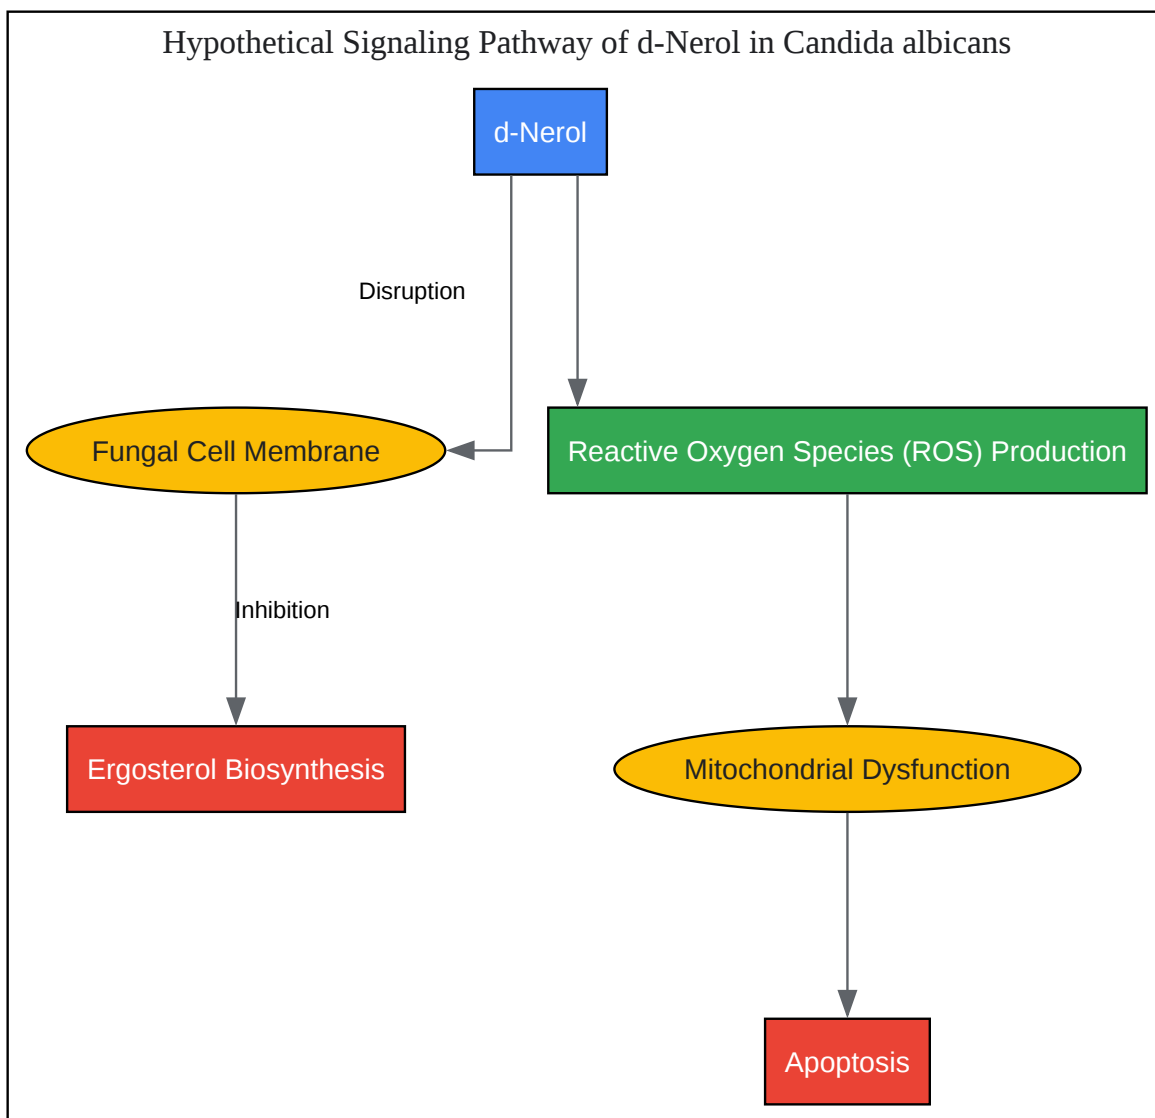 Hypothetical Signaling Pathway of d-Nerol in Candida albicans
d-Nerol
Disruption
Fungal Cell Membrane
Reactive Oxygen Species (ROS) Production
Inhibition
Ergosterol Biosynthesis
Mitochondrial Dysfunction
Apoptosis